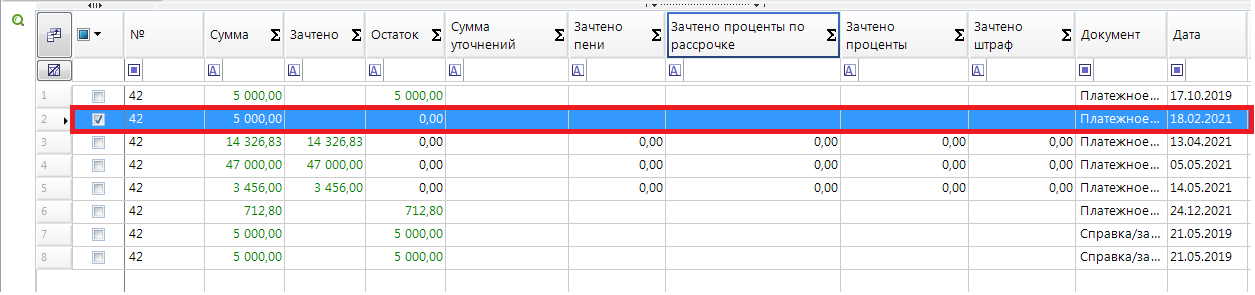 № Сумма Σ Зачтено Σ Остаток Σ Сумма уточнений Σ Зачтено пени Σ Зачтено проценты по рассрочке Σ Зачтено проценты Σ Зачтено штраф Σ Документ Дата
A A A A A A A A
1 42 5 000,00 5 000,00 Платежное... 17.10.2019
2 42 5 000,00 0,00 Платежное... 18.02.2021
3 42 14 326,83 14 326,83 0,00 0,00 0,00 0,00 0,00 Платежное... 13.04.2021
4 42 47 000,00 47 000,00 0,00 0,00 0,00 0,00 0,00 Платежное... 05.05.2021
5 42 3 456,00 3 456,00 0,00 0,00 0,00 0,00 0,00 Платежное... 14.05.2021
6 42 712,80 712,80 Платежное... 24.12.2021
7 42 5 000,00 5 000,00 Справка/за... 21.05.2019
8 42 5 000,00 5 000,00 Справка/за... 21.05.2019